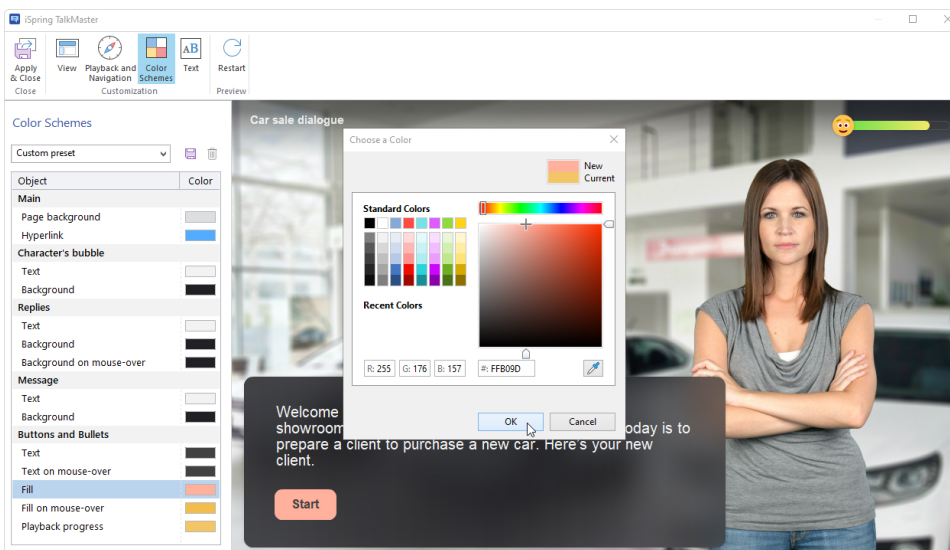 iSpring TalkMaster
Apply & Close
View
Playback and Navigation
Color Schemes
AB
Text
Restart
Close
Customization
Preview
Color Schemes
Custom preset
Object
Color
Main
Page background
Hyperlink
Character's bubble
Text
Background
Replies
Text
Background
Background on mouse-over
Message
Text
Background
Buttons and Bullets
Text
Text on mouse-over
Fill
Fill on mouse-over
Playback progress
Car sale dialogue
Choose a Color
New
Current
Standard Colors
Recent Colors
R: 255
G: 176
B: 157
#: FFB09D
OK
Cancel
Welcome
showroom oday is to
prepare a client to purchase a new car. Here's your new
client.
Start